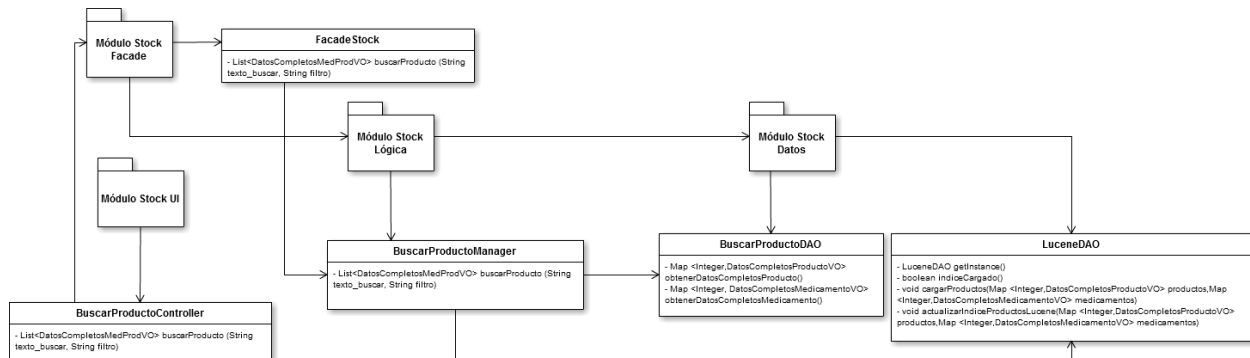 Módulo Stock
Facade
FacadeStock
- List<DatosCompletosMedProdVO> buscarProducto (String
texto_buscar, String filtro)
Módulo Stock
Lógica
Módulo Stock
Datos
Módulo Stock UI
BuscarProductoManager
- List<DatosCompletosMedProdVO> buscarProducto (String
texto_buscar, String filtro)
BuscarProductoDAO
- Map <Integer,DatosCompletosProductoVO>
obtenerDatosCompletosProducto()
- Map <Integer, DatosCompletosMedicamentoVO>
obtenerDatosCompletosMedicamento()
LuceneDAO
- LuceneDAO getInstance()
- boolean indiceCargado()
- void cargarProductos(Map <Integer,DatosCompletosProductoVO> productos,Map
<Integer,DatosCompletosMedicamentoVO> medicamentos)
- void actualizarIndiceProductosLucene(Map <Integer,DatosCompletosProductoVO>
productos,Map <Integer,DatosCompletosMedicamentoVO> medicamentos)
BuscarProductoController
- List<DatosCompletosMedProdVO> buscarProducto (String
texto_buscar, String filtro)